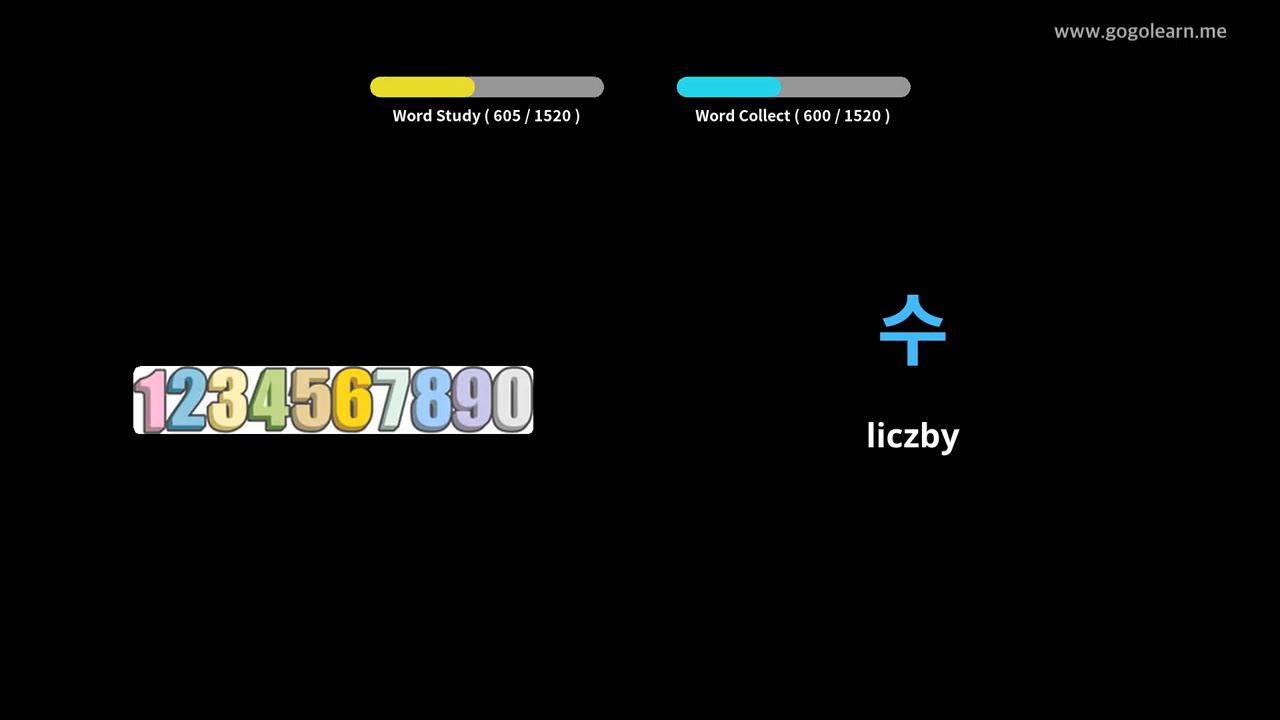 www.gogolearn.me
Word Study ( 605 / 1520 )
Word Collect ( 600 / 1520 )
수
1234567890
liczby